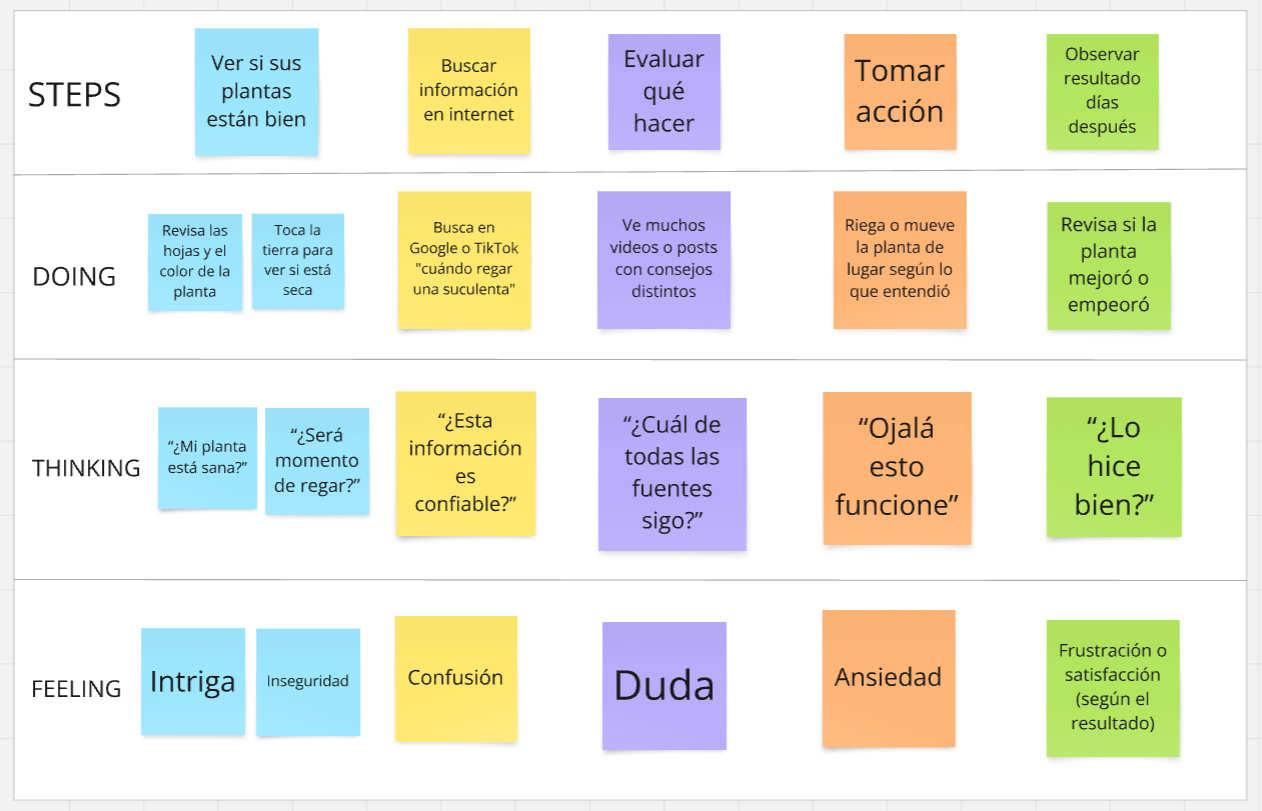 STEPS
Ver si sus
plantas
están bien
Buscar
información
en internet
Evaluar
qué
hacer
Tomar
acción
Observar
resultado
días
después
DOING
Revisa las
hojas y el
color de la
planta
Toca la
tierra para
ver si está
seca
Busca en
Google o TikTok
"cuándo regar
una suculenta"
Ve muchos
videos o posts
con consejos
distintos
Riega o mueve
la planta de
lugar según lo
que entendió
Revisa si la
planta
mejoró o
empeoró
THINKING
“¿Mi planta
está sana?”
“¿Será
momento
de regar?”
“¿Esta
información
es
confiable?”
“¿Cuál de
todas las
fuentes
sigo?”
“Ojalá
esto
funcione”
“¿Lo
hice
bien?”
FEELING
Intriga
Inseguridad
Confusión
Duda
Ansiedad
Frustración o
satisfacción
(según el
resultado)